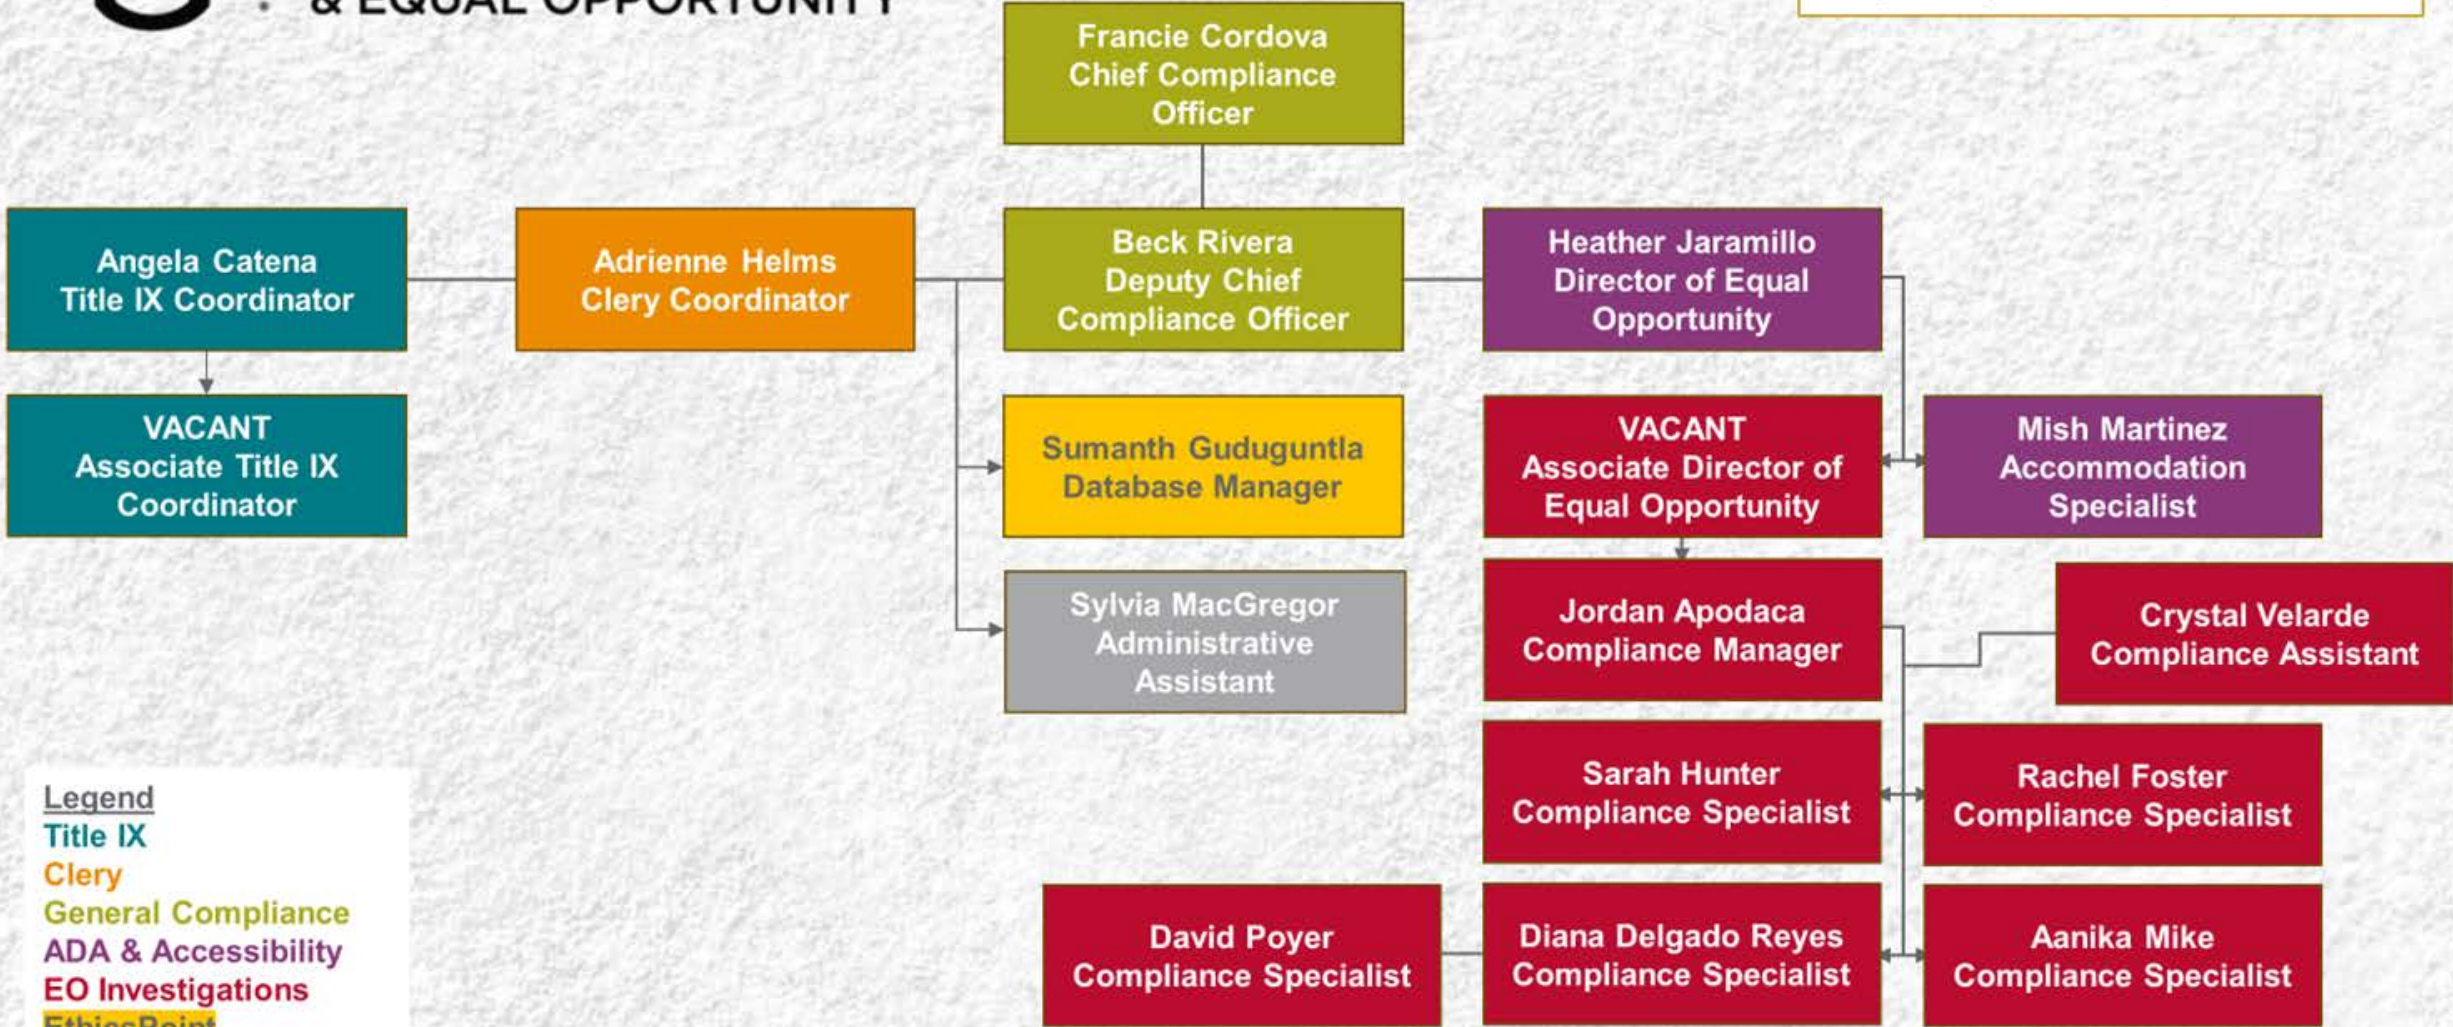 & EQUAL OPPORTUNITY
Francie Cordova
Chief Compliance
Officer
Angela Catena
Title IX Coordinator
Adrienne Helms
Clery Coordinator
Beck Rivera
Deputy Chief
Compliance Officer
Heather Jaramillo
Director of Equal
Opportunity
VACANT
Associate Title IX
Coordinator
Sumanth Guduguntla
Database Manager
VACANT
Associate Director of
Equal Opportunity
Mish Martinez
Accommodation
Specialist
Sylvia MacGregor
Administrative
Assistant
Jordan Apodaca
Compliance Manager
Crystal Velarde
Compliance Assistant
Sarah Hunter
Compliance Specialist
Rachel Foster
Compliance Specialist
David Poyer
Compliance Specialist
Diana Delgado Reyes
Compliance Specialist
Aanika Mike
Compliance Specialist
Legend
Title IX
Clery
General Compliance
ADA & Accessibility
EO Investigations
EthicsPoint